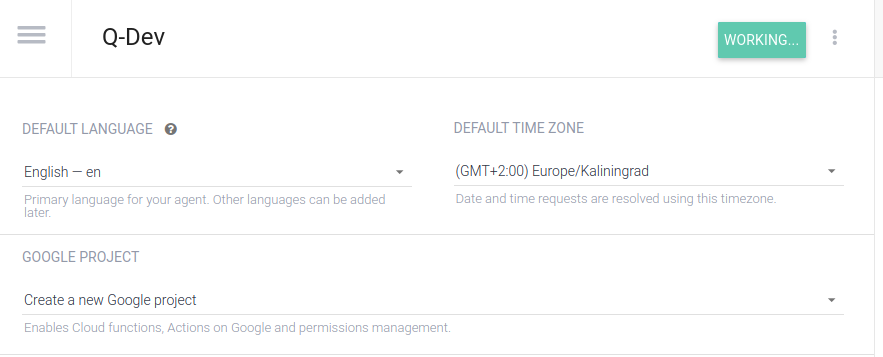 Q-Dev
WORKING...
DEFAULT LANGUAGE ?
DEFAULT TIME ZONE
English — en
(GMT+2:00) Europe/Kaliningrad
Primary language for your agent. Other languages can be added
later.
Date and time requests are resolved using this timezone.
GOOGLE PROJECT
Create a new Google project
Enables Cloud functions, Actions on Google and permissions management.